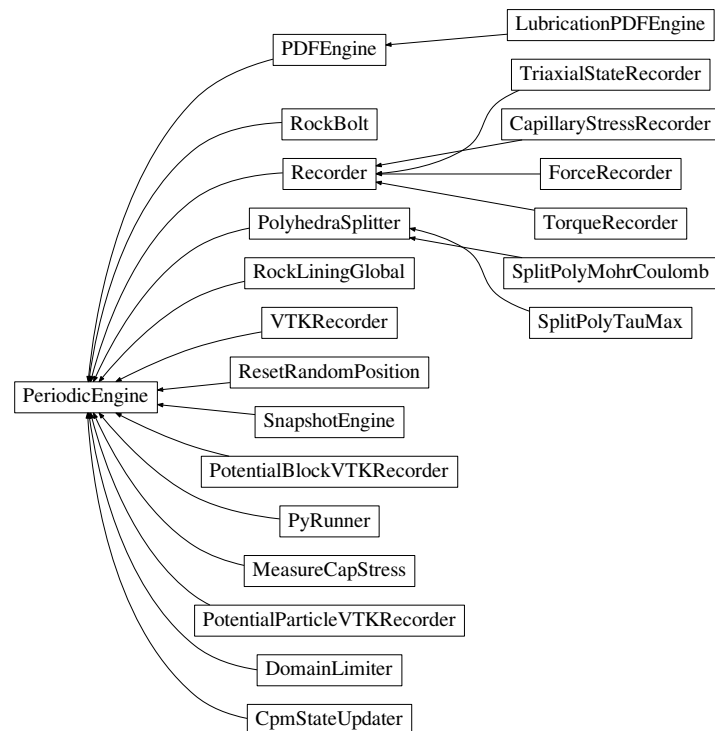 LubricationPDFEngine
PDFEngine
TriaxialStateRecorder
RockBolt
CapillaryStressRecorder
Recorder
ForceRecorder
PolyhedraSplitter
TorqueRecorder
RockLiningGlobal
SplitPolyMohrCoulomb
VTKRecorder
SplitPolyTauMax
ResetRandomPosition
PeriodicEngine
SnapshotEngine
PotentialBlockVTKRecorder
PyRunner
MeasureCapStress
PotentialParticleVTKRecorder
DomainLimiter
CpmStateUpdater